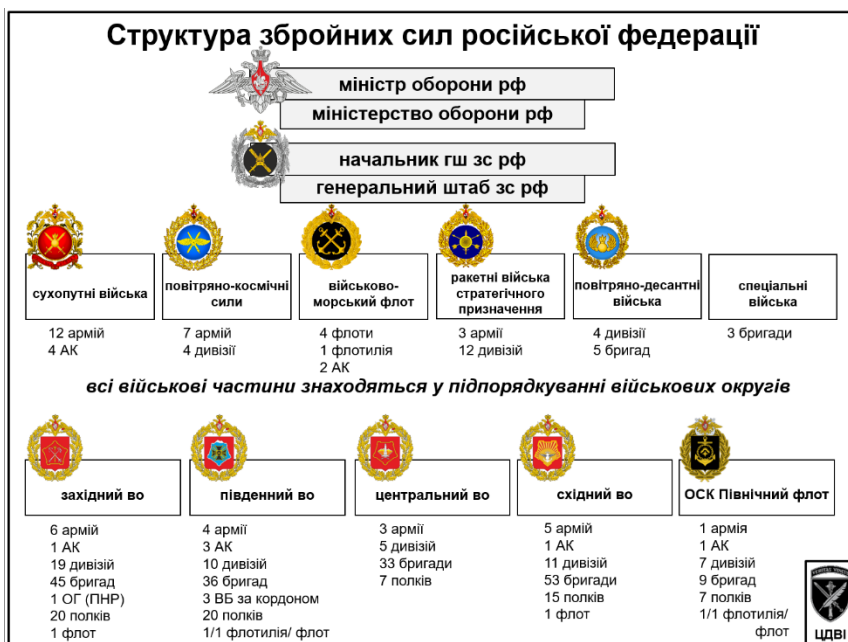 Структура збройних сил російської федерації
міністр оборони рф
міністерство оборони рф
начальник гш зс рф
генеральний штаб зс рф
сухопутні війська
12 армій
4 АК
повітряно-космічні
сили
7 армій
4 дивізії
військово-
морський флот
4 флоти
1 флотилія
2 АК
ракетні війська
стратегічного
призначення
3 армії
12 дивізій
повітряно-десантні
війська
4 дивізії
5 бригад
спеціальні
війська
3 бригади
всі військові частини знаходяться у підпорядкуванні військових округів
західний во
6 армій
1 АК
19 дивізій
45 бригад
1 ОГ (ПНР)
20 полків
1 флот
південний во
4 армії
3 АК
10 дивізій
36 бригад
3 ВБ за кордоном
20 полків
1/1 флотилія/ флот
центральний во
3 армії
5 дивізій
33 бригади
7 полків
східний во
5 армій
1 АК
11 дивізій
53 бригади
15 полків
1 флот
ОСК Північний флот
1 армія
1 АК
7 дивізій
9 бригад
7 полків
1/1 флотилія/
флот
ЦДВІ